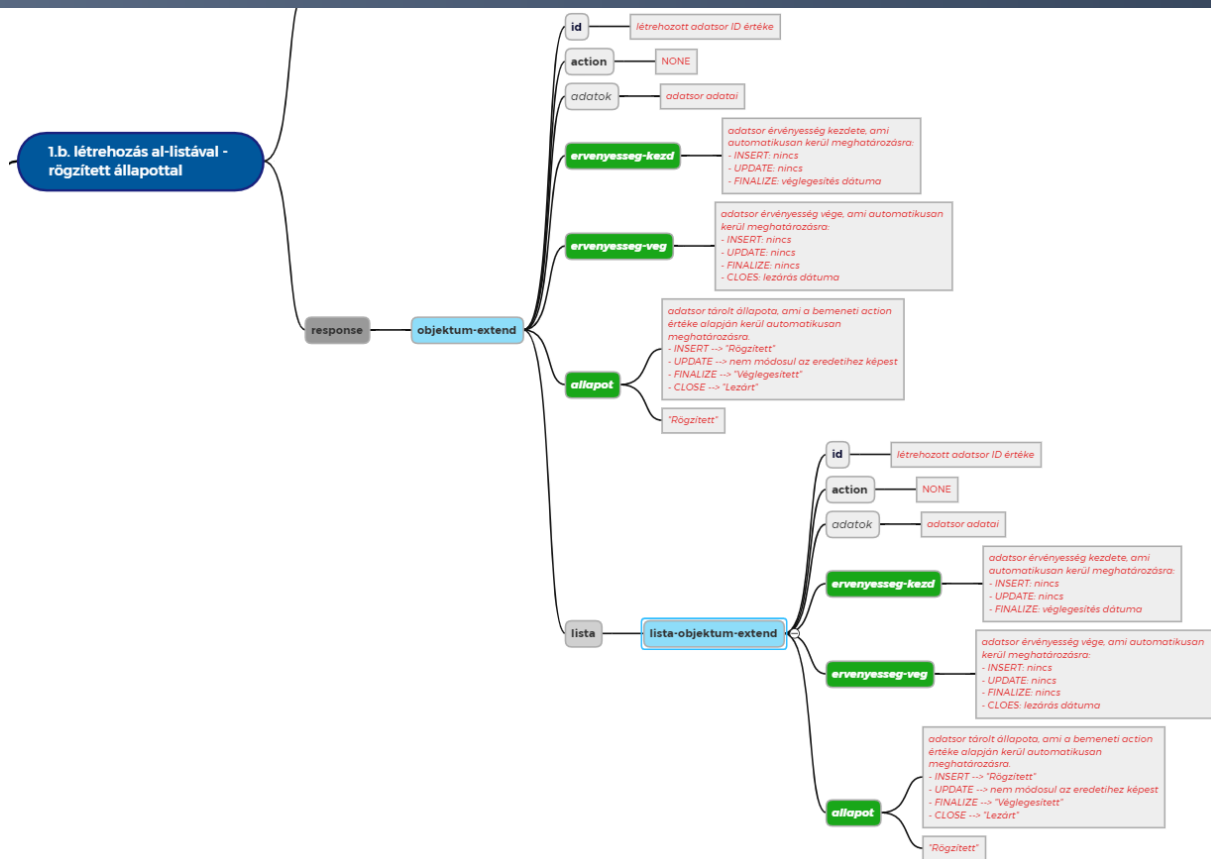 id
létrehozott adatsor ID értéke
action
NONE
adatok
adatsor adatai
1.b. létrehozás al-listával -
rögzített állapottal
ervenyesseg-kezd
adatsor érvényesség kezdete, ami
automatikusan kerül meghatározásra:
- INSERT: nincs
- UPDATE: nincs
- FINALIZE: véglegesítés dátuma
ervenyesseg-veg
adatsor érvényesség vége, ami automatikusan
kerül meghatározásra:
- INSERT: nincs
- UPDATE: nincs
- FINALIZE: nincs
- CLOES: lezárás dátuma
response
objektum-extend
allapot
adatsor tárolt állapota, ami a bemeneti action
értéke alapján kerül automatikusan
meghatározásra.
- INSERT --> "Rögzített"
- UPDATE --> nem módosul az eredetihez képest
- FINALIZE --> "Véglegesített"
- CLOSE --> "Lezárt"
"Rögzített"
lista
lista-objektum-extend
id
létrehozott adatsor ID értéke
action
NONE
adatok
adatsor adatai
ervenyesseg-kezd
adatsor érvényesség kezdete, ami
automatikusan kerül meghatározásra:
- INSERT: nincs
- UPDATE: nincs
- FINALIZE: véglegesítés dátuma
ervenyesseg-veg
adatsor érvényesség vége, ami automatikusan
kerül meghatározásra:
- INSERT: nincs
- UPDATE: nincs
- FINALIZE: nincs
- CLOES: lezárás dátuma
allapot
adatsor tárolt állapota, ami a bemeneti action
értéke alapján kerül automatikusan
meghatározásra.
- INSERT --> "Rögzített"
- UPDATE --> nem módosul az eredetihez képest
- FINALIZE --> "Véglegesített"
- CLOSE --> "Lezárt"
"Rögzített"